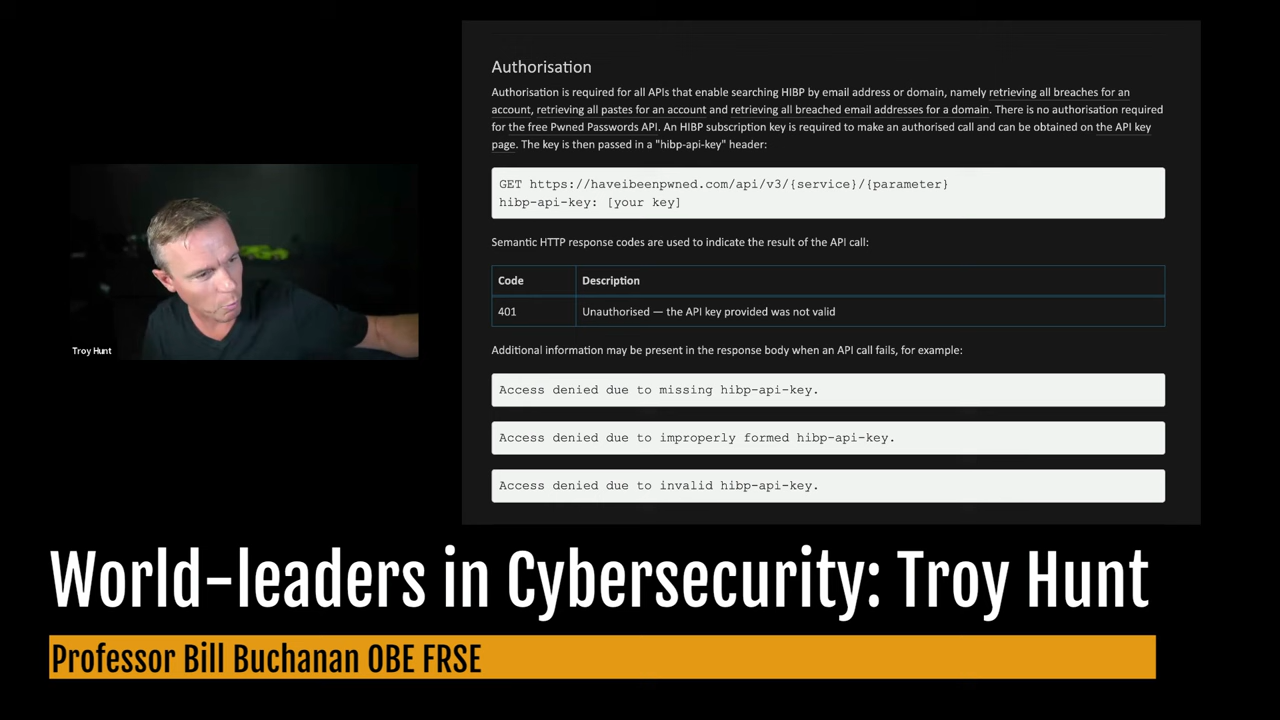 Authorisation
Authorisation is required for all APIs that enable searching HIBP by email address or domain, namely retrieving all breaches for an
account, retrieving all pastes for an account and retrieving all breached email addresses for a domain. There is no authorisation required
for the free Pwned Passwords API. An HIBP subscription key is required to make an authorised call and can be obtained on the API key
page. The key is then passed in a "hibp-api-key" header:
GET https://haveibeenpwned.com/api/v3/{service}/{parameter}
hibp-api-key: [your key]
Semantic HTTP response codes are used to indicate the result of the API call:
Code Description
401 Unauthorised — the API key provided was not valid
Additional information may be present in the response body when an API call fails, for example:
Access denied due to missing hibp-api-key.
Access denied due to improperly formed hibp-api-key.
Access denied due to invalid hibp-api-key.
Troy Hunt
World-leaders in Cybersecurity: Troy Hunt
Professor Bill Buchanan OBE FRSE